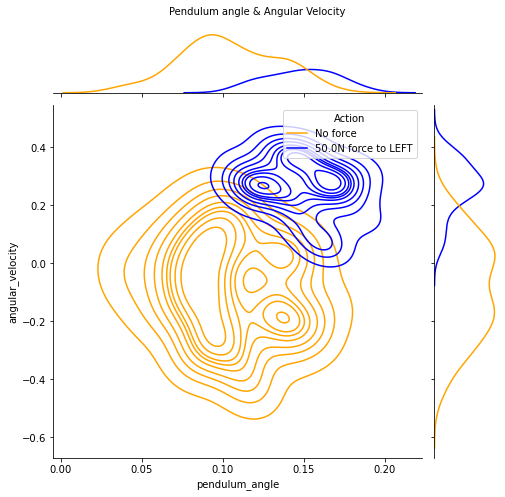 Pendulum angle & Angular Velocity
Action
No force
50.0N force to LEFT
0.4
0.2
0.0
−0.2
−0.4
−0.6
angular_velocity
0.00
0.05
0.10
0.15
0.20
pendulum_angle